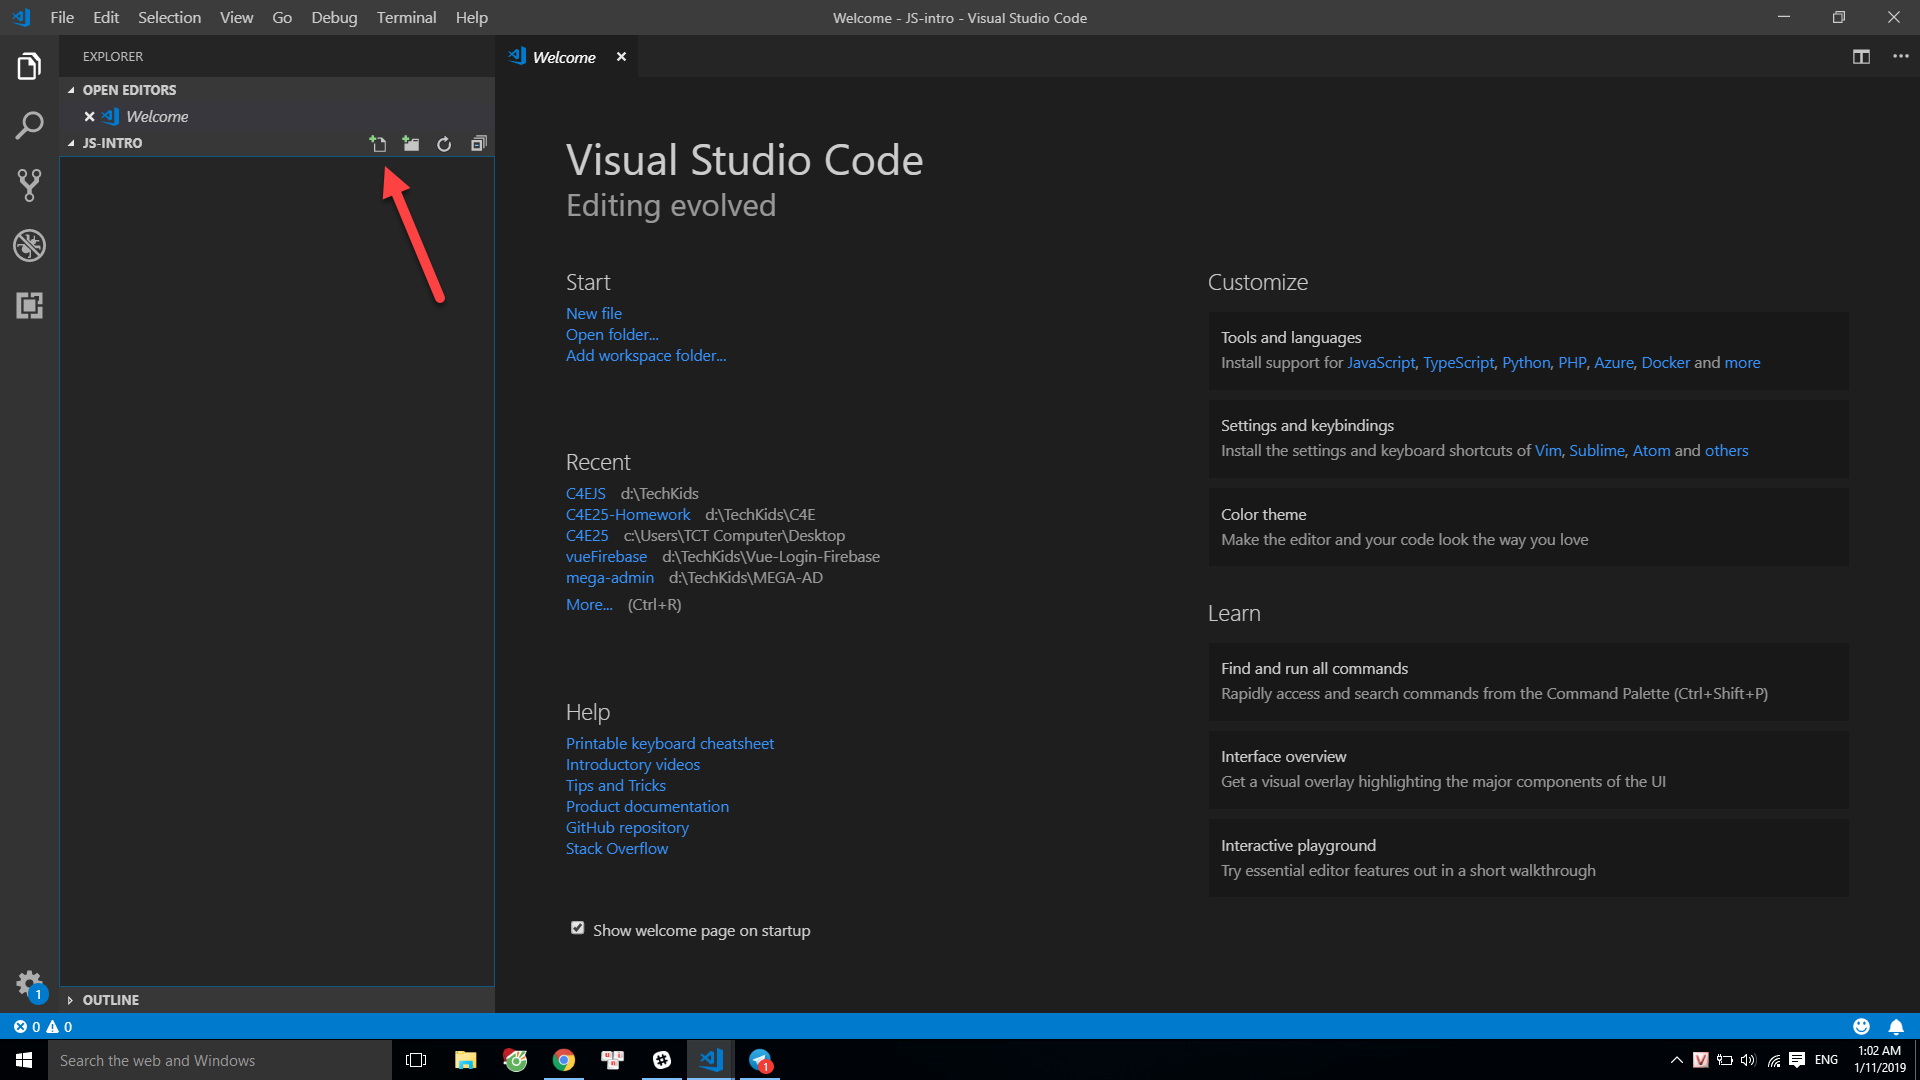 File Edit Selection View Go Debug Terminal Help
Welcome - JS-intro - Visual Studio Code
EXPLORER
OPEN EDITORS
Welcome
JS-INTRO
OUTLINE
1
Welcome
Visual Studio Code
Editing evolved
Start
New file
Open folder...
Add workspace folder...
Recent
C4EJS d:\TechKids
C4E25-Homework d:\TechKids\C4E
C4E25 c:\Users\TCT Computer\Desktop
vueFirebase d:\TechKids\Vue-Login-Firebase
mega-admin d:\TechKids\MEGA-AD
More... (Ctrl+R)
Help
Printable keyboard cheatsheet
Introductory videos
Tips and Tricks
Product documentation
GitHub repository
Stack Overflow
Show welcome page on startup
Customize
Tools and languages
Install support for JavaScript, TypeScript, Python, PHP, Azure, Docker and more
Settings and keybindings
Install the settings and keyboard shortcuts of Vim, Sublime, Atom and others
Color theme
Make the editor and your code look the way you love
Learn
Find and run all commands
Rapidly access and search commands from the Command Palette (Ctrl+Shift+P)
Interface overview
Get a visual overlay highlighting the major components of the UI
Interactive playground
Try essential editor features out in a short walkthrough
0 0
Search the web and Windows
1
V
ENG
1:02 AM
1/11/2019